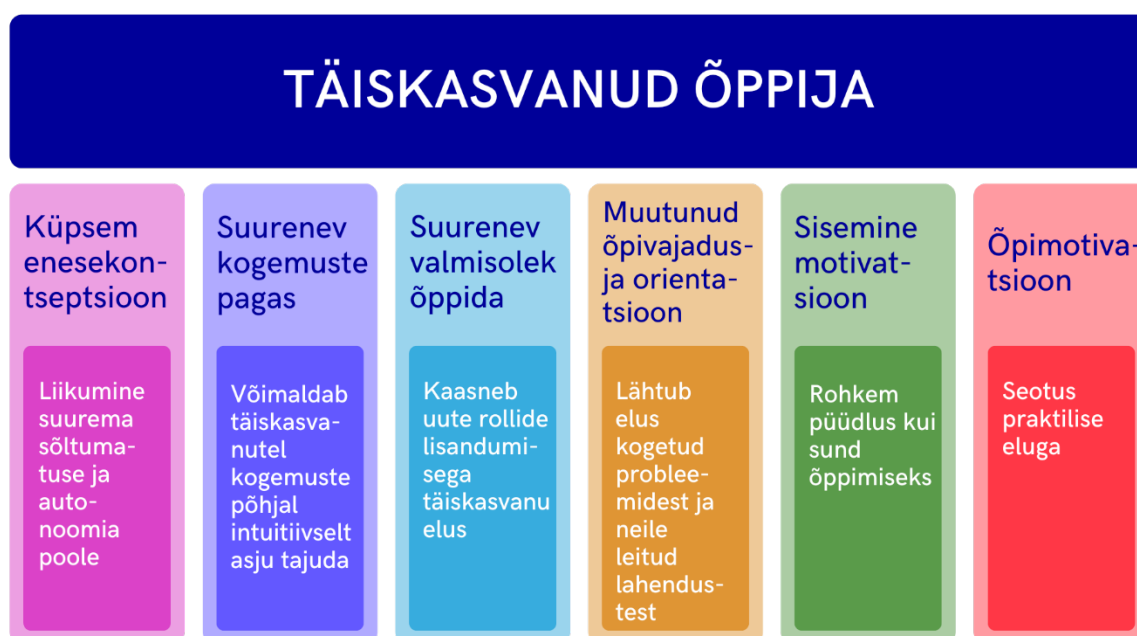 TÄISKASVANUD ÕPPIJA
Küpsem
enesekon-
tseptsioon
Liikumine
suurema
sõltuma-
tuse ja
auto-
noomia
poole
Suurenev
kogemuste
pagas
Võimaldab
täiskasva-
nutel
kogemuste
põhjal
intuitiivselt
asju tajuda
Suurenev
valmisolek
õppida
Kaasneb
uute rollide
lisandumi-
sega
täiskasvanu
elus
Muutunud
õpivajadus-
ja orienta-
tsioon
Lähtub
elus
kogetud
problee-
midest ja
neile
leitud
lahendus-
test
Sisemine
motivat-
sioon
Rohkem
püüdlus kui
sund
õppimiseks
Õpimotiva-
tsioon
Seotus
praktilise
eluga